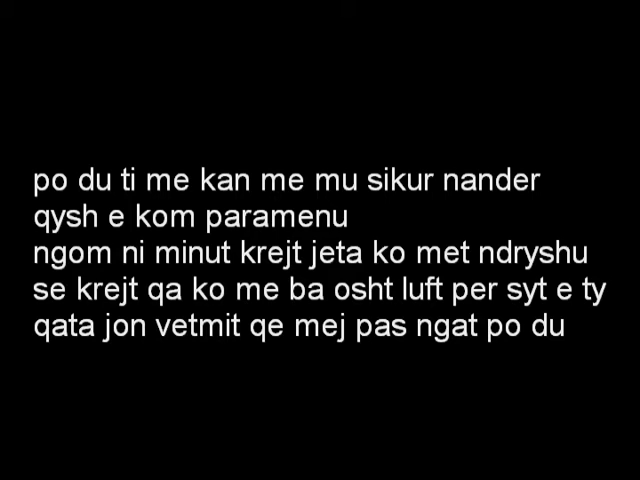 po du ti me kan me mu sikur nander
qysh e kom paramenu
ngom ni minut krejt jeta ko met ndryshu
se krejt qa ko me ba osht luft per syt e ty
qata jon vetmit qe mej pas ngat po du